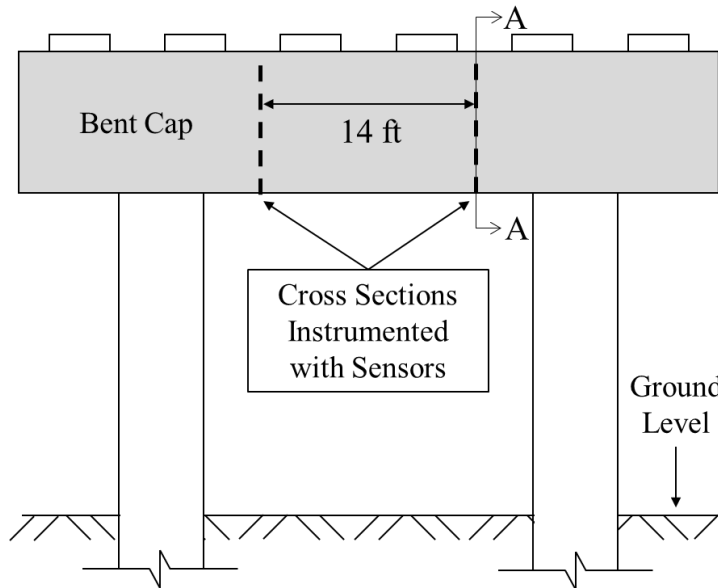 A
Bent Cap
14 ft
A
Cross Sections
Instrumented
with Sensors
Ground
Level